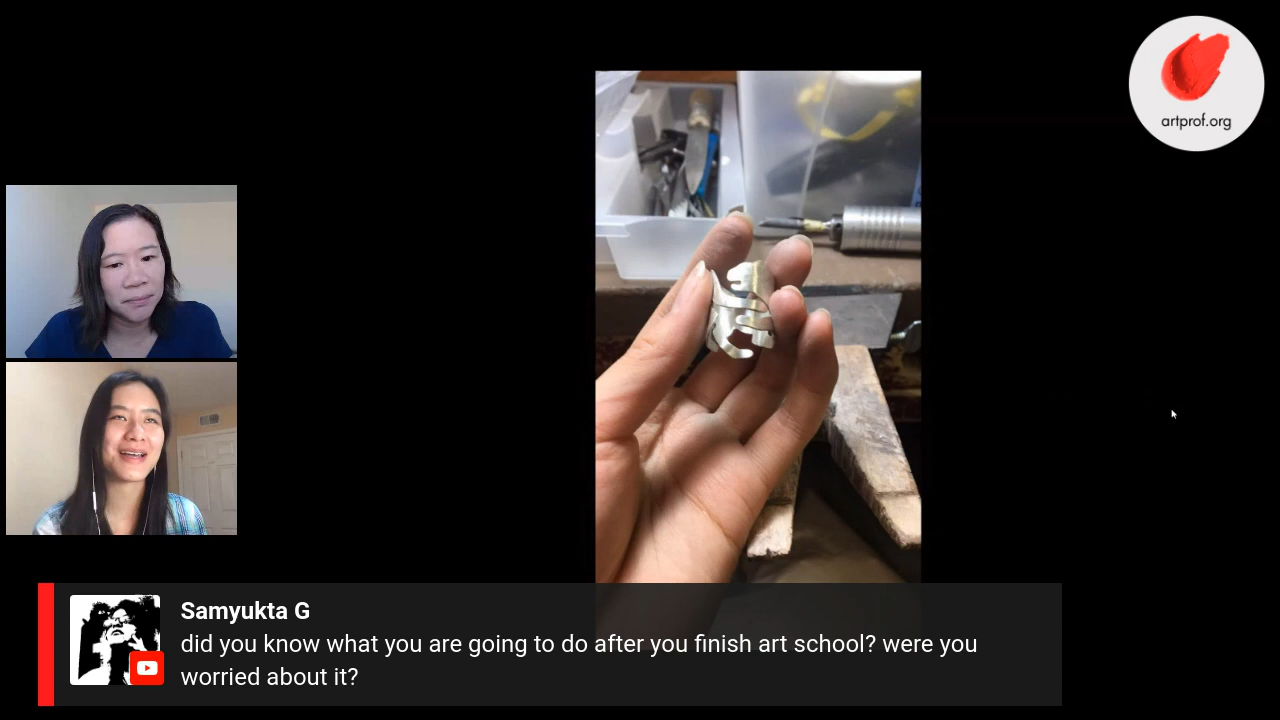 artprof.org
Samyukta G
did you know what you are going to do after you finish art school? were you
worried about it?